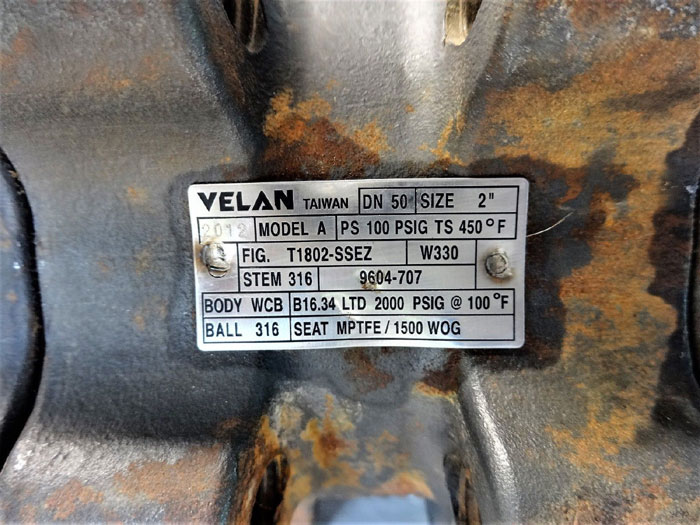 VELAN TAIWAN DN 50 SIZE 2"
2012 MODEL A PS 100 PSIG TS 450°F
FIG. T1802-SSEZ W330
STEM 316 9604-707
BODY WCB B16.34 LTD 2000 PSIG @ 100°F
BALL 316 SEAT MPTFE / 1500 WOG